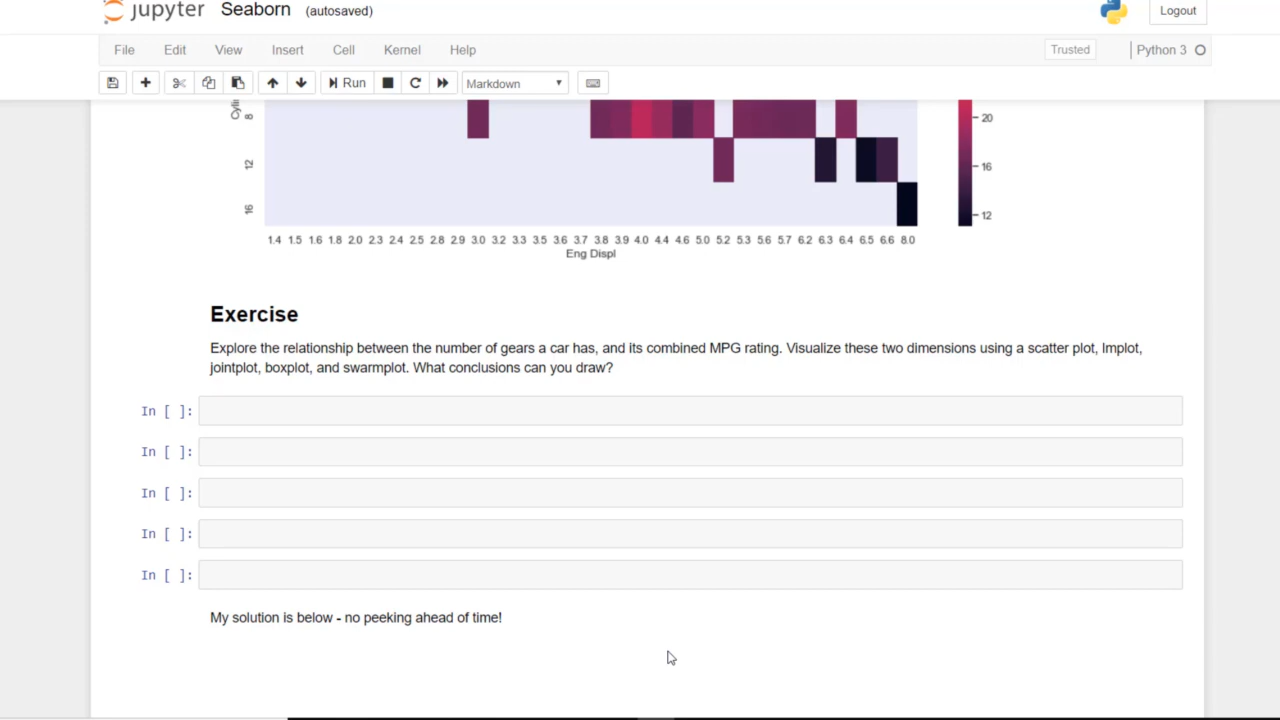 jupyter Seaborn (autosaved) Logout
File Edit View Insert Cell Kernel Help Trusted Python 3
Run Markdown
8
20
12
16
16
12
1.4 1.5 1.6 1.8 2.0 2.3 2.4 2.5 2.8 2.9 3.0 3.2 3.3 3.5 3.6 3.7 3.8 3.9 4.0 4.4 4.6 5.0 5.2 5.3 5.6 5.7 6.2 6.3 6.4 6.5 6.6 8.0
Eng Displ
Exercise
Explore the relationship between the number of gears a car has, and its combined MPG rating. Visualize these two dimensions using a scatter plot, lmplot,
jointplot, boxplot, and swarmplot. What conclusions can you draw?
In [ ]:
In [ ]:
In [ ]:
In [ ]:
In [ ]:
My solution is below - no peeking ahead of time!